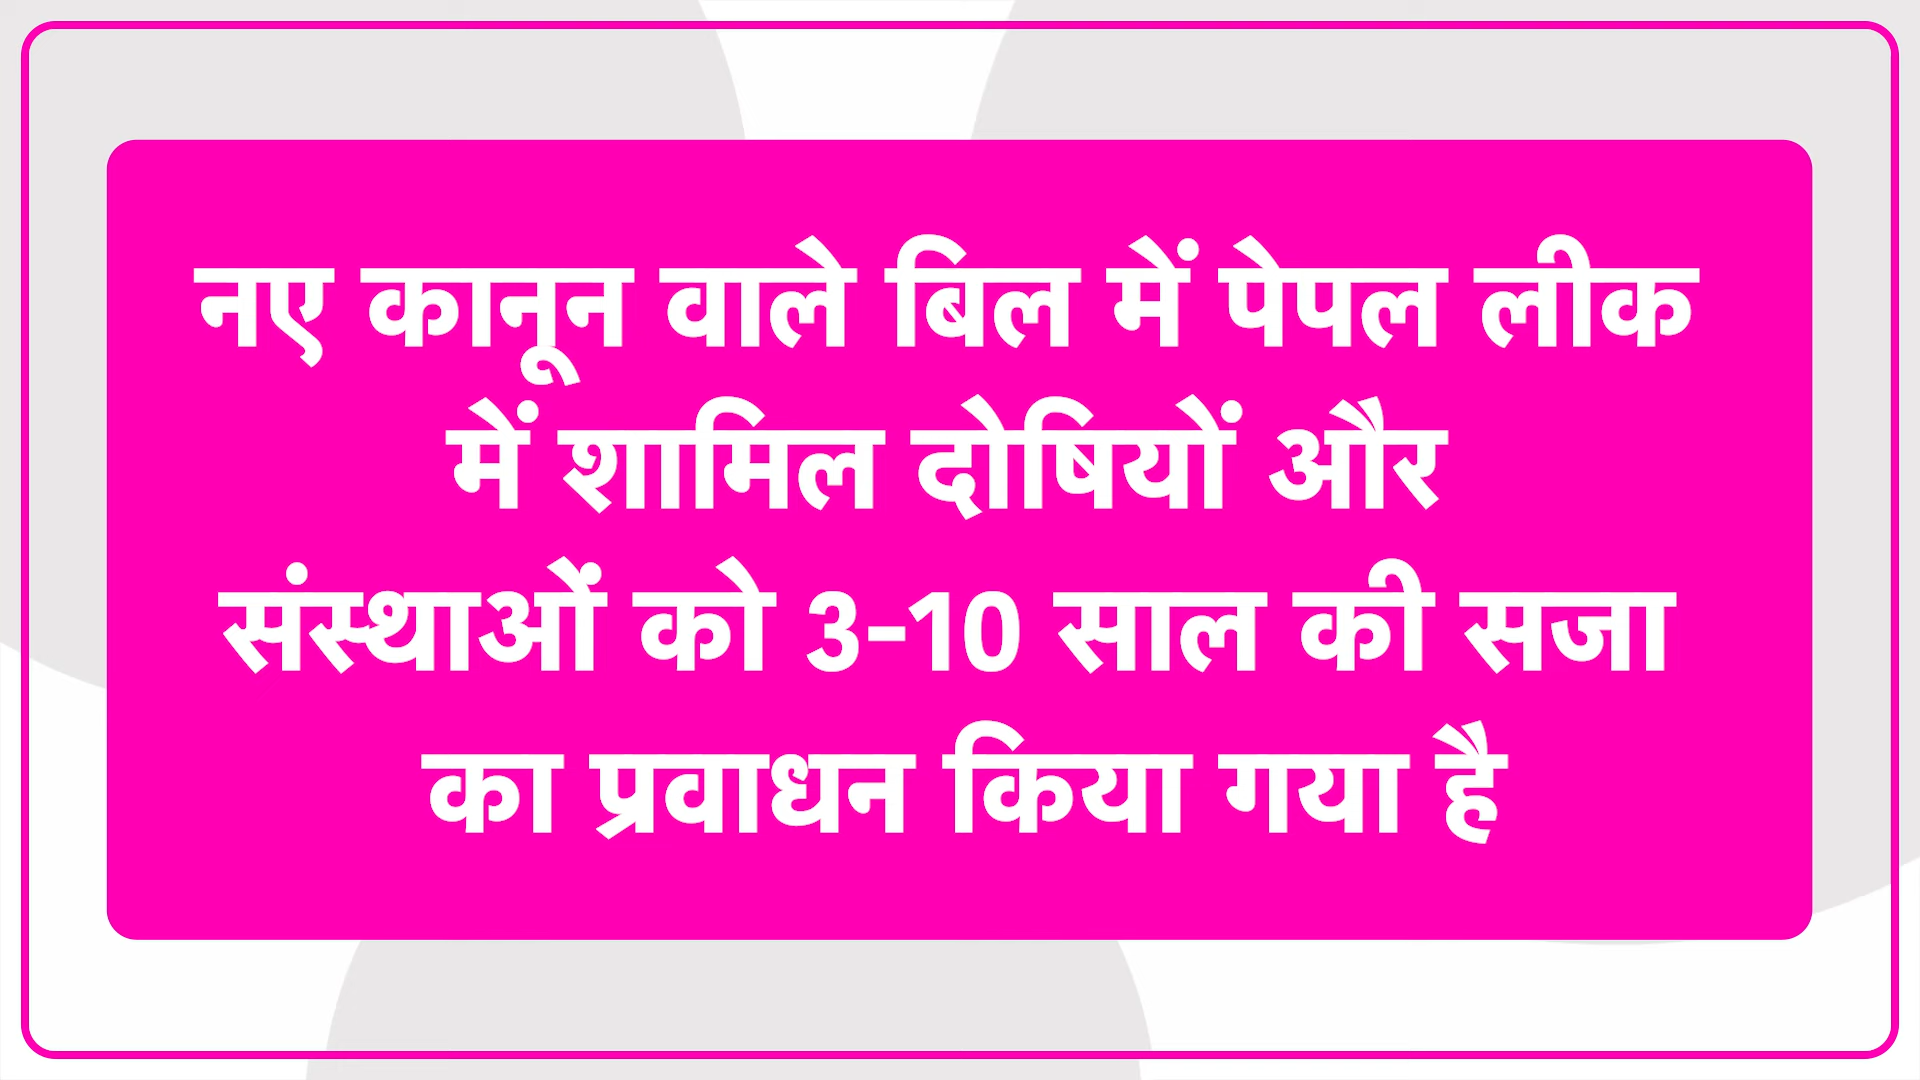 नए कानून वाले बिल में पेपल लीक
में शामिल दोषियों और
संस्थाओं को 3-10 साल की सजा
का प्रवाधन किया गया है